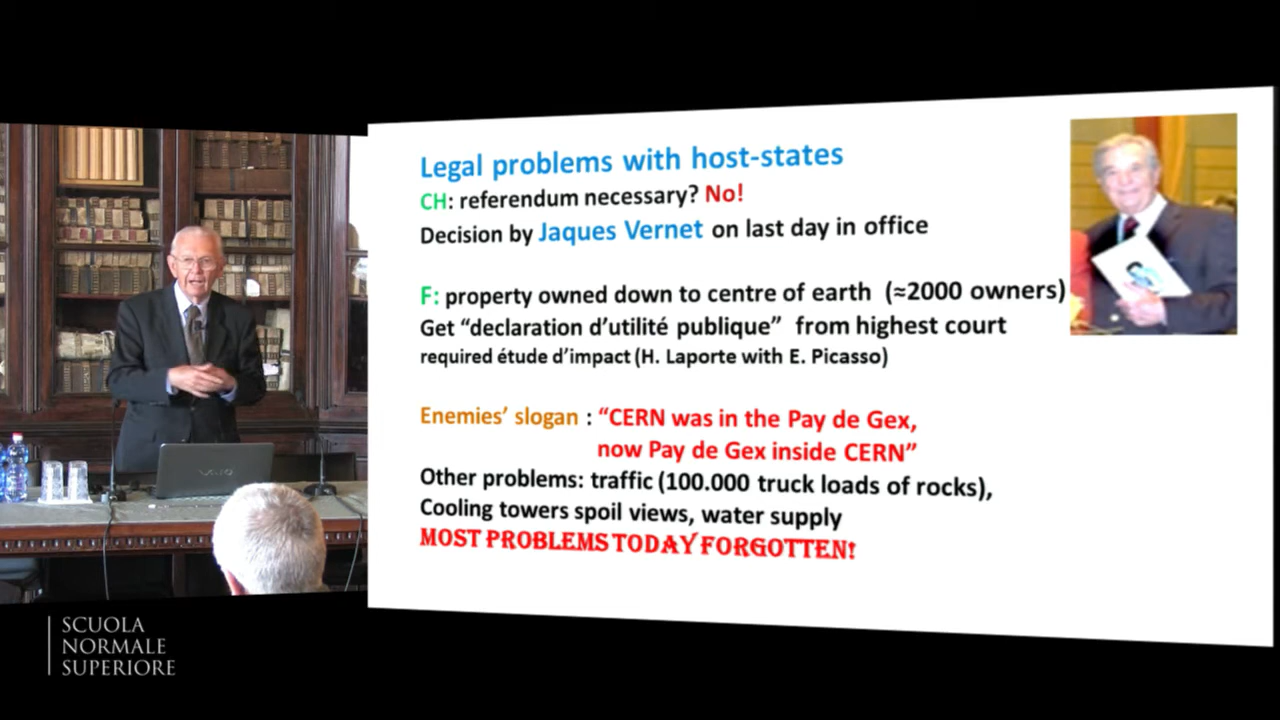 Legal problems with host-states
CH: referendum necessary? No!
Decision by Jaques Vernet on last day in office
F: property owned down to centre of earth (≈2000 owners)
Get “declaration d’utilité publique” from highest court
required étude d’impact (H. Laporte with E. Picasso)
Enemies’ slogan : “CERN was in the Pay de Gex,
now Pay de Gex inside CERN”
Other problems: traffic (100.000 truck loads of rocks),
Cooling towers spoil views, water supply
MOST PROBLEMS TODAY FORGOTTEN!
VAIO
SCUOLA
NORMALE
SUPERIORE